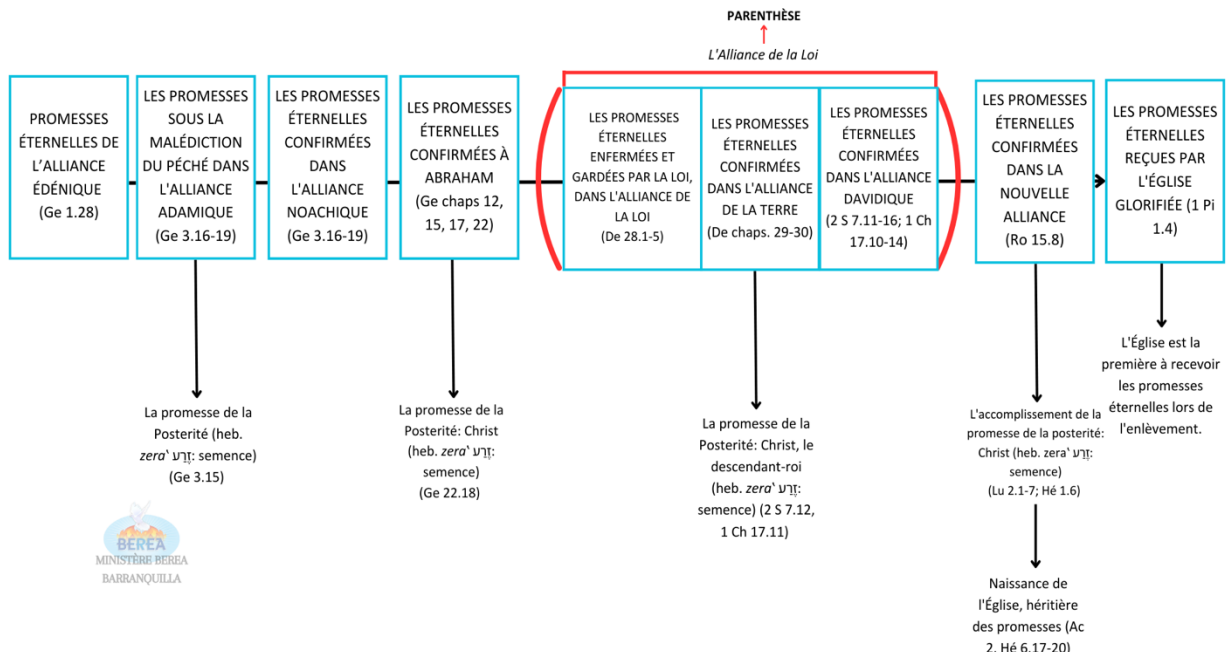 PARENTHÈSE
L'Alliance de la Loi
PROMESSES
ÉTERNELLES DE
L’ALLIANCE
ÉDÉNIQUE
(Ge 1.28)
LES PROMESSES
SOUS LA
MALÉDICTION
DU PÉCHÉ DANS
L'ALLIANCE
ADAMIQUE
(Ge 3.16-19)
LES PROMESSES
ÉTERNELLES
CONFIRMÉES
DANS
L'ALLIANCE
NOACHIQUE
(Ge 3.16-19)
LES PROMESSES
ÉTERNELLES
CONFIRMÉES À
ABRAHAM
(Ge chaps 12,
15, 17, 22)
LES PROMESSES
ÉTERNELLES
ENFERMÉES ET
GARDÉES PAR LA LOI,
DANS L'ALLIANCE DE
LA LOI
(De 28.1-5)
LES PROMESSES
ÉTERNELLES
CONFIRMÉES
DANS L'ALLIANCE
DE LA TERRE
(De chaps. 29-30)
LES PROMESSES
ÉTERNELLES
CONFIRMÉES
DANS L'ALLIANCE
DAVIDIQUE
(2 S 7.11-16; 1 Ch
17.10-14)
LES PROMESSES
ÉTERNELLES
CONFIRMÉES
DANS LA
NOUVELLE
ALLIANCE
(Ro 15.8)
LES PROMESSES
ÉTERNELLES
REÇUES PAR
L'ÉGLISE
GLORIFIÉE (1 Pi
1.4)
La promesse de la
Posterité (heb.
zera‛ זֶרַע: semence)
(Ge 3.15)
La promesse de la
Posterité: Christ
(heb. zera‛ זֶרַע:
semence)
(Ge 22.18)
La promesse de la
Posterité: Christ, le
descendant-roi
(heb. zera‛ זֶרַע:
semence) (2 S 7.12,
1 Ch 17.11)
L'accomplissement de la
promesse de la posterité:
Christ (heb. zera‛ זֶרַע:
semence)
(Lu 2.1-7; Hé 1.6)
Naissance de
l'Église, héritière
des promesses (Ac
2, Hé 6.17-20)
L'Église est la
première à recevoir
les promesses
éternelles lors de
l'enlèvement.
BEREA
MINISTÈRE BEREA
BARRANQUILLA